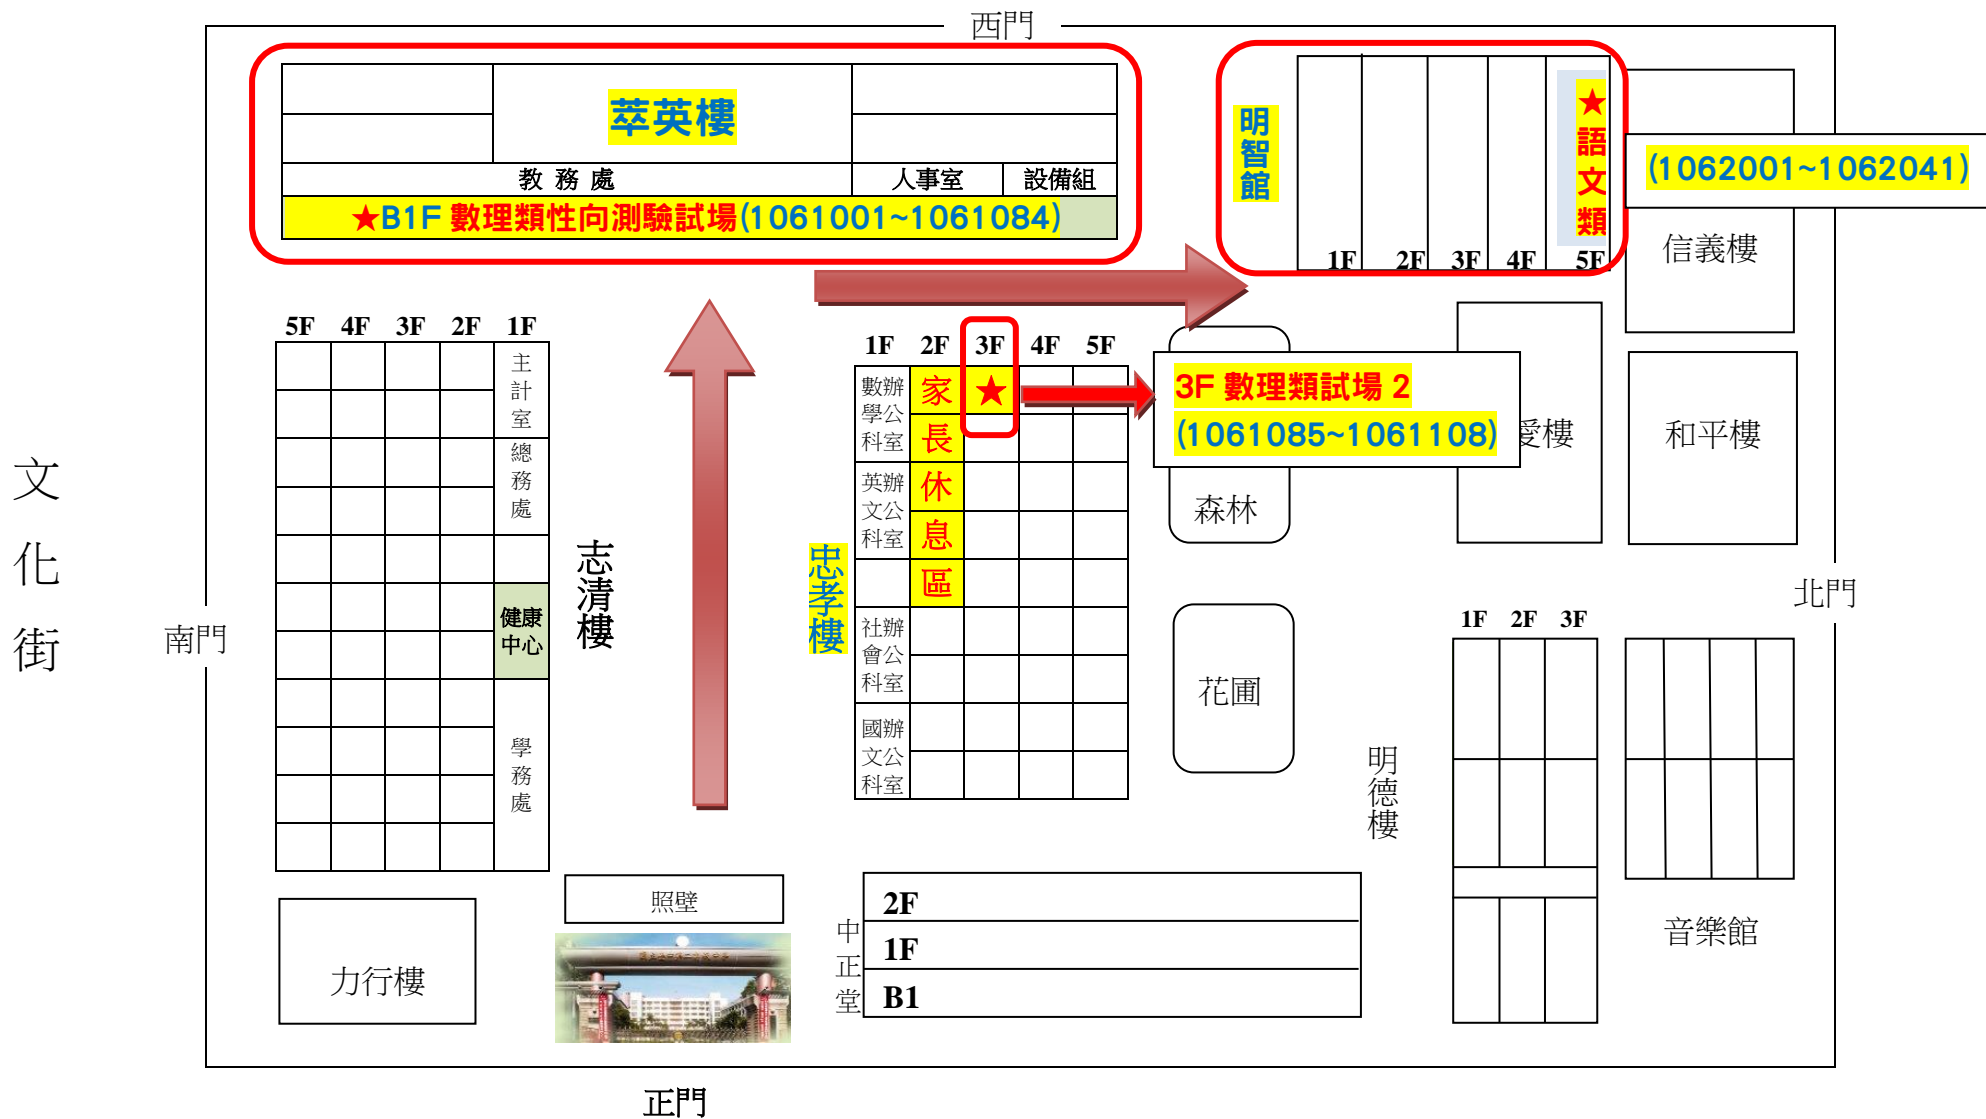 西門
萃英樓
教務處
人事室
設備組
★B1F 數理類性向測驗試場(1061001~1061084)
明智館
★語文類
1F 2F 3F 4F 5F
(1062001~1062041)
信義樓
5F 4F 3F 2F 1F
主計室
總務處
健康
中心
學務處
志清樓
1F 2F 3F 4F 5F
數學科
辦公室
英文科
辦公室
社會科
辦公室
國文科
辦公室
家長休息區
★
忠孝樓
3F 數理類試場 2
(1061085~1061108)
森林
愛樓
和平樓
文化街
南門
北門
花圃
1F 2F 3F
明德樓
音樂館
力行樓
照壁
中正堂
2F
1F
B1
正門